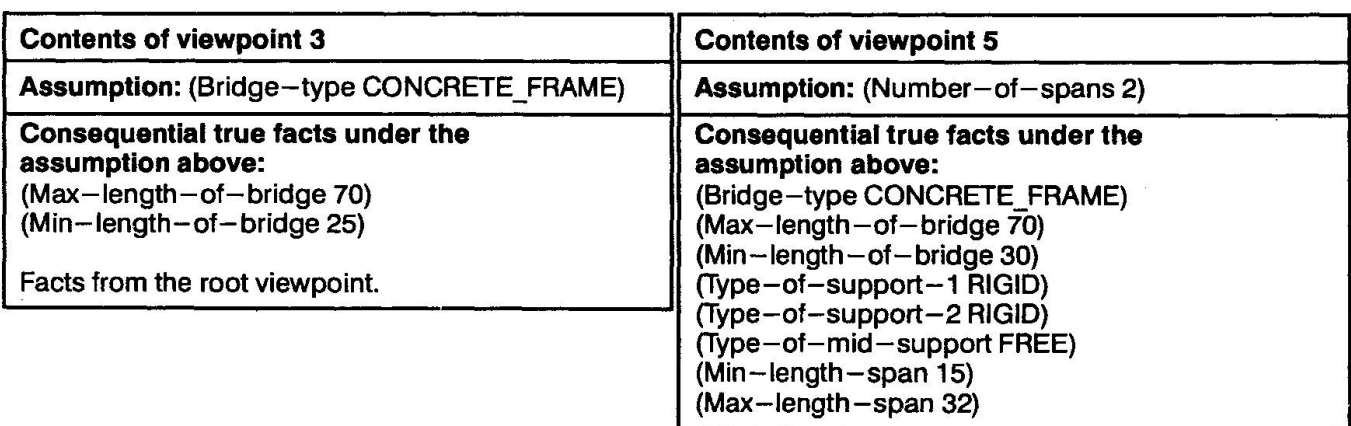 Contents of viewpoint 3
Assumption: (Bridge-type CONCRETE_FRAME)
Consequential true facts under the
assumption above:
(Max-length-of-bridge 70)
(Min-length-of-bridge 25)
Facts from the root viewpoint.
Contents of viewpoint 5
Assumption: (Number-of-spans 2)
Consequential true facts under the
assumption above:
(Bridge-type CONCRETE_FRAME)
(Max-length-of-bridge 70)
(Min-length-of-bridge 30)
(Type-of-support-1 RIGID)
(Type-of-support-2 RIGID)
(Type-of-mid-support FREE)
(Min-length-span 15)
(Max-length-span 32)